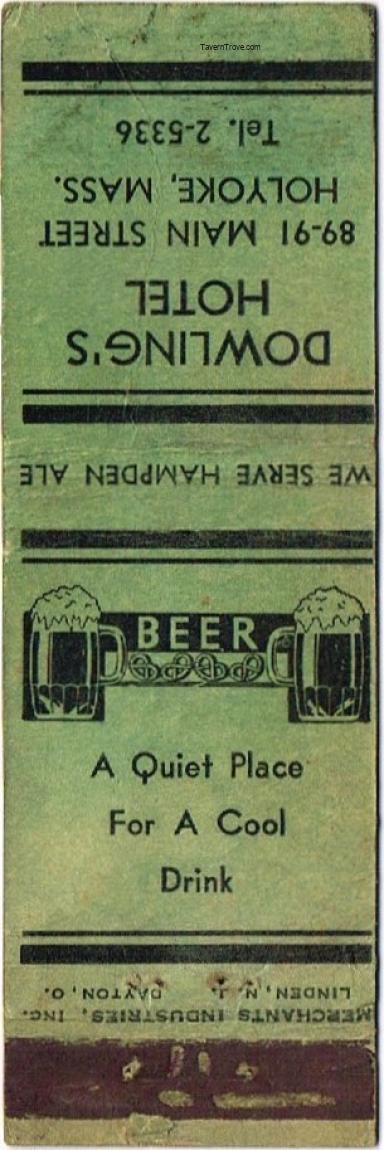 TavernTrove.com
Tel. 2-5336
HOLYOKE, MASS.
89-91 MAIN STREET
HOTEL
DOWLING'S
WE SERVE HAMPDEN ALE
BEER
A Quiet Place
For A Cool
Drink
LINDEN, N. J. DAYTON, O.
MERCHANTS INDUSTRIES, INC.